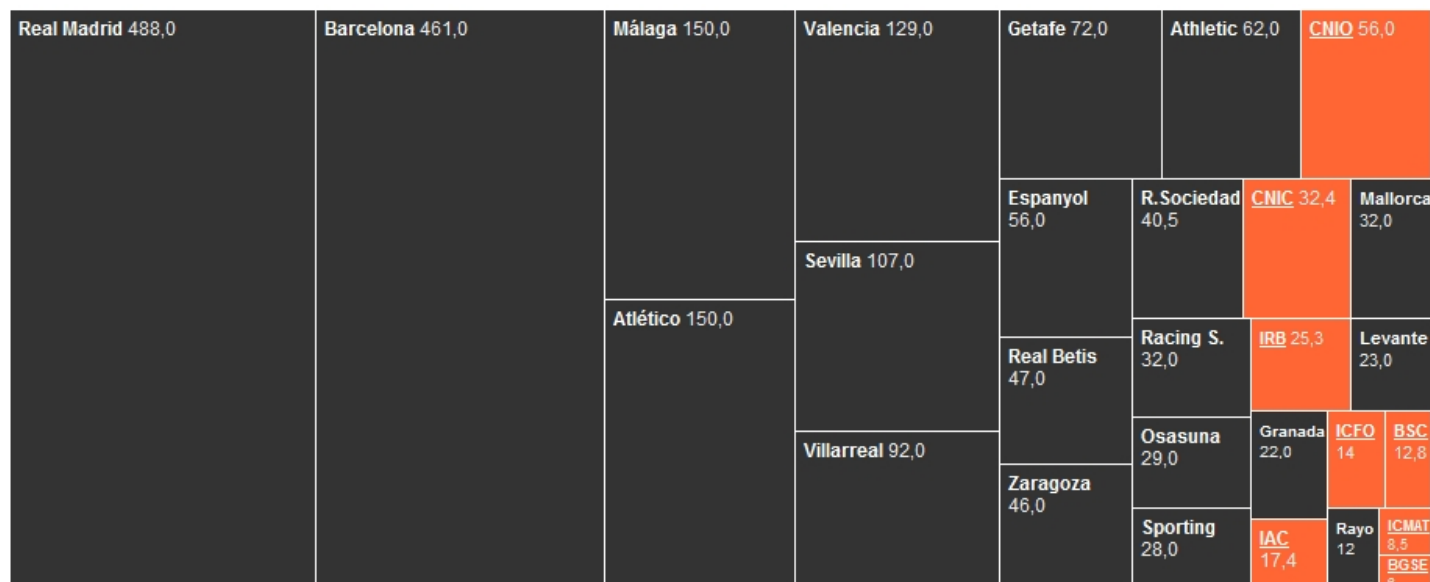 Real Madrid 488,0
Barcelona 461,0
Málaga 150,0
Valencia 129,0
Getafe 72,0
Athletic 62,0
CNIO 56,0
Espanyol
56,0
R.Sociedad
40,5
CNIC 32,4
Mallorca
32,0
Sevilla 107,0
Atlético 150,0
Racing S.
32,0
IRB 25,3
Levante
23,0
Real Betis
47,0
Osasuna
29,0
Granada
22,0
ICFO
14
BSC
12,8
Villarreal 92,0
Zaragoza
46,0
Sporting
28,0
IAC
17,4
Rayo
12
ICMAT
8,5
BGSE